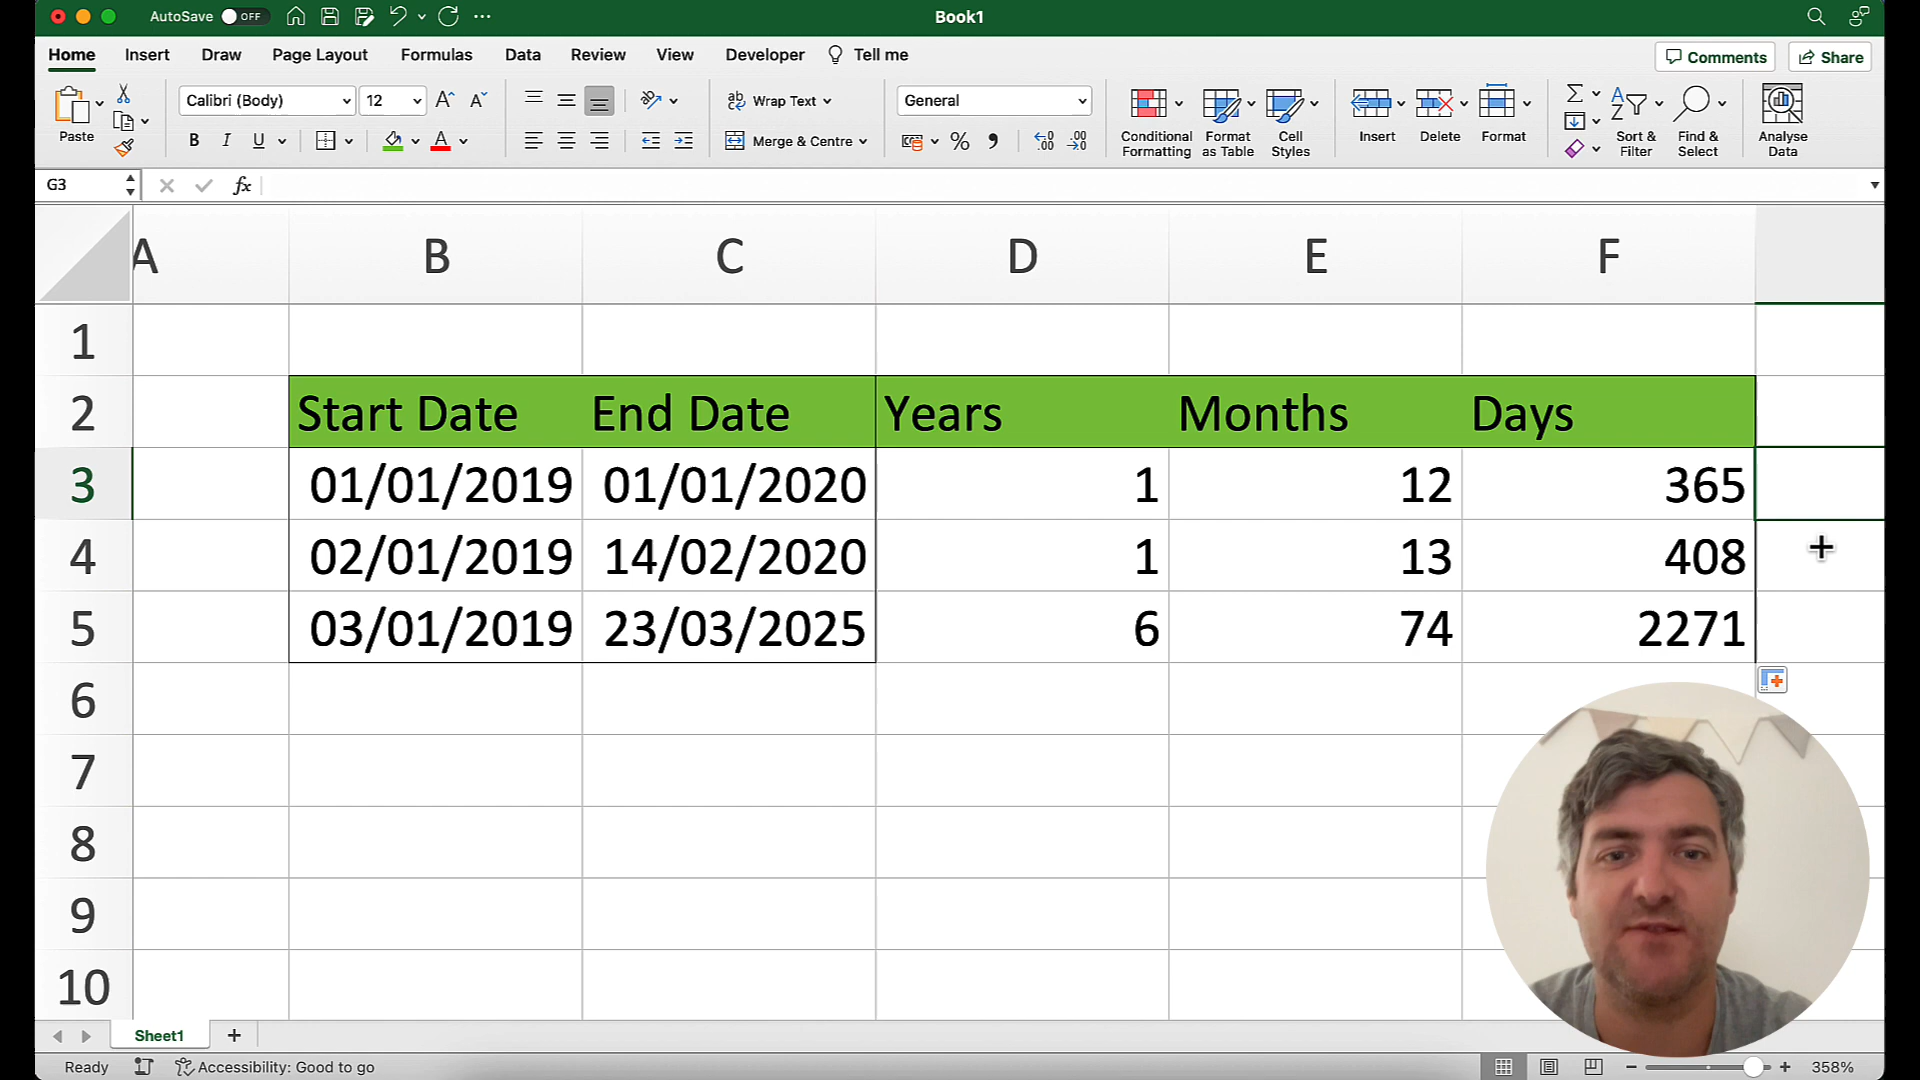 AutoSave OFF
Book1
Home Insert Draw Page Layout Formulas Data Review View Developer Tell me
Comments Share
Paste
Calibri (Body) 12
B I U
ab Wrap Text
Merge & Centre
General
%
Conditional Formatting
Format as Table
Cell Styles
Insert
Delete
Format
Sort & Filter
Find & Select
Analyse Data
G3 fx
A B C D E F
1
2 Start Date End Date Years Months Days
3 01/01/2019 01/01/2020 1 12 365
4 02/01/2019 14/02/2020 1 13 408
5 03/01/2019 23/03/2025 6 74 2271
6
7
8
9
10
Sheet1 +
Ready Accessibility: Good to go 358%